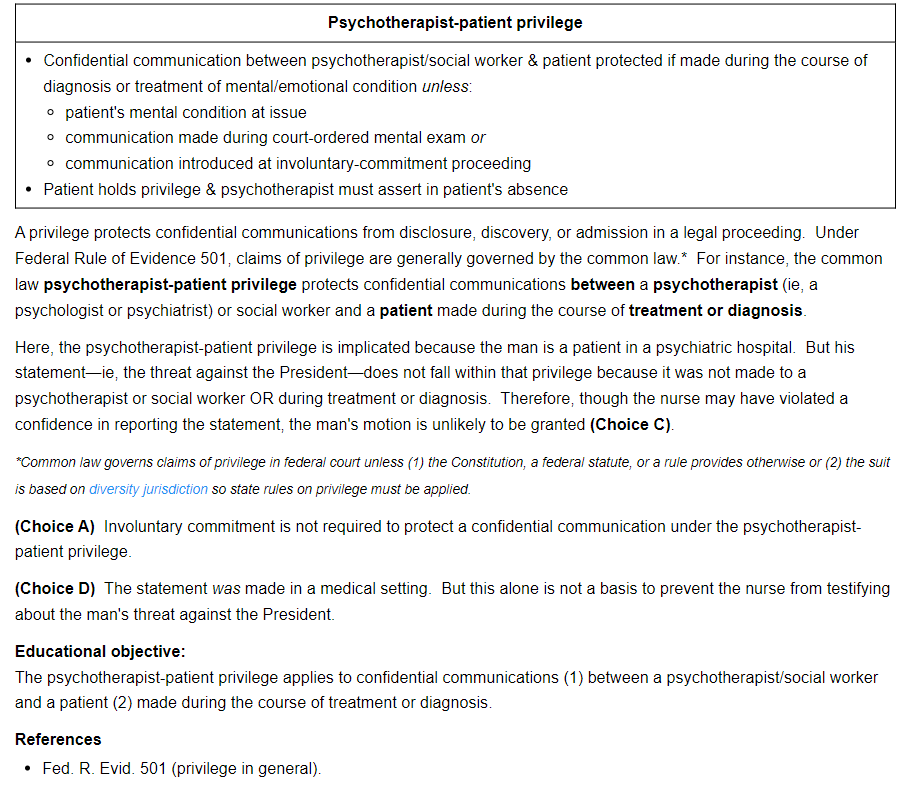 Psychotherapist-patient privilege
• Confidential communication between psychotherapist/social worker & patient protected if made during the course of
diagnosis or treatment of mental/emotional condition unless:
◦ patient's mental condition at issue
◦ communication made during court-ordered mental exam or
◦ communication introduced at involuntary-commitment proceeding
• Patient holds privilege & psychotherapist must assert in patient's absence
A privilege protects confidential communications from disclosure, discovery, or admission in a legal proceeding.  Under
Federal Rule of Evidence 501, claims of privilege are generally governed by the common law.*  For instance, the common
law psychotherapist-patient privilege protects confidential communications between a psychotherapist (ie, a
psychologist or psychiatrist) or social worker and a patient made during the course of treatment or diagnosis.
Here, the psychotherapist-patient privilege is implicated because the man is a patient in a psychiatric hospital.  But his
statement—ie, the threat against the President—does not fall within that privilege because it was not made to a
psychotherapist or social worker OR during treatment or diagnosis.  Therefore, though the nurse may have violated a
confidence in reporting the statement, the man's motion is unlikely to be granted (Choice C).
*Common law governs claims of privilege in federal court unless (1) the Constitution, a federal statute, or a rule provides otherwise or (2) the suit
is based on diversity jurisdiction so state rules on privilege must be applied.
(Choice A)  Involuntary commitment is not required to protect a confidential communication under the psychotherapist-
patient privilege.
(Choice D)  The statement was made in a medical setting.  But this alone is not a basis to prevent the nurse from testifying
about the man's threat against the President.
Educational objective:
The psychotherapist-patient privilege applies to confidential communications (1) between a psychotherapist/social worker
and a patient (2) made during the course of treatment or diagnosis.
References
• Fed. R. Evid. 501 (privilege in general).